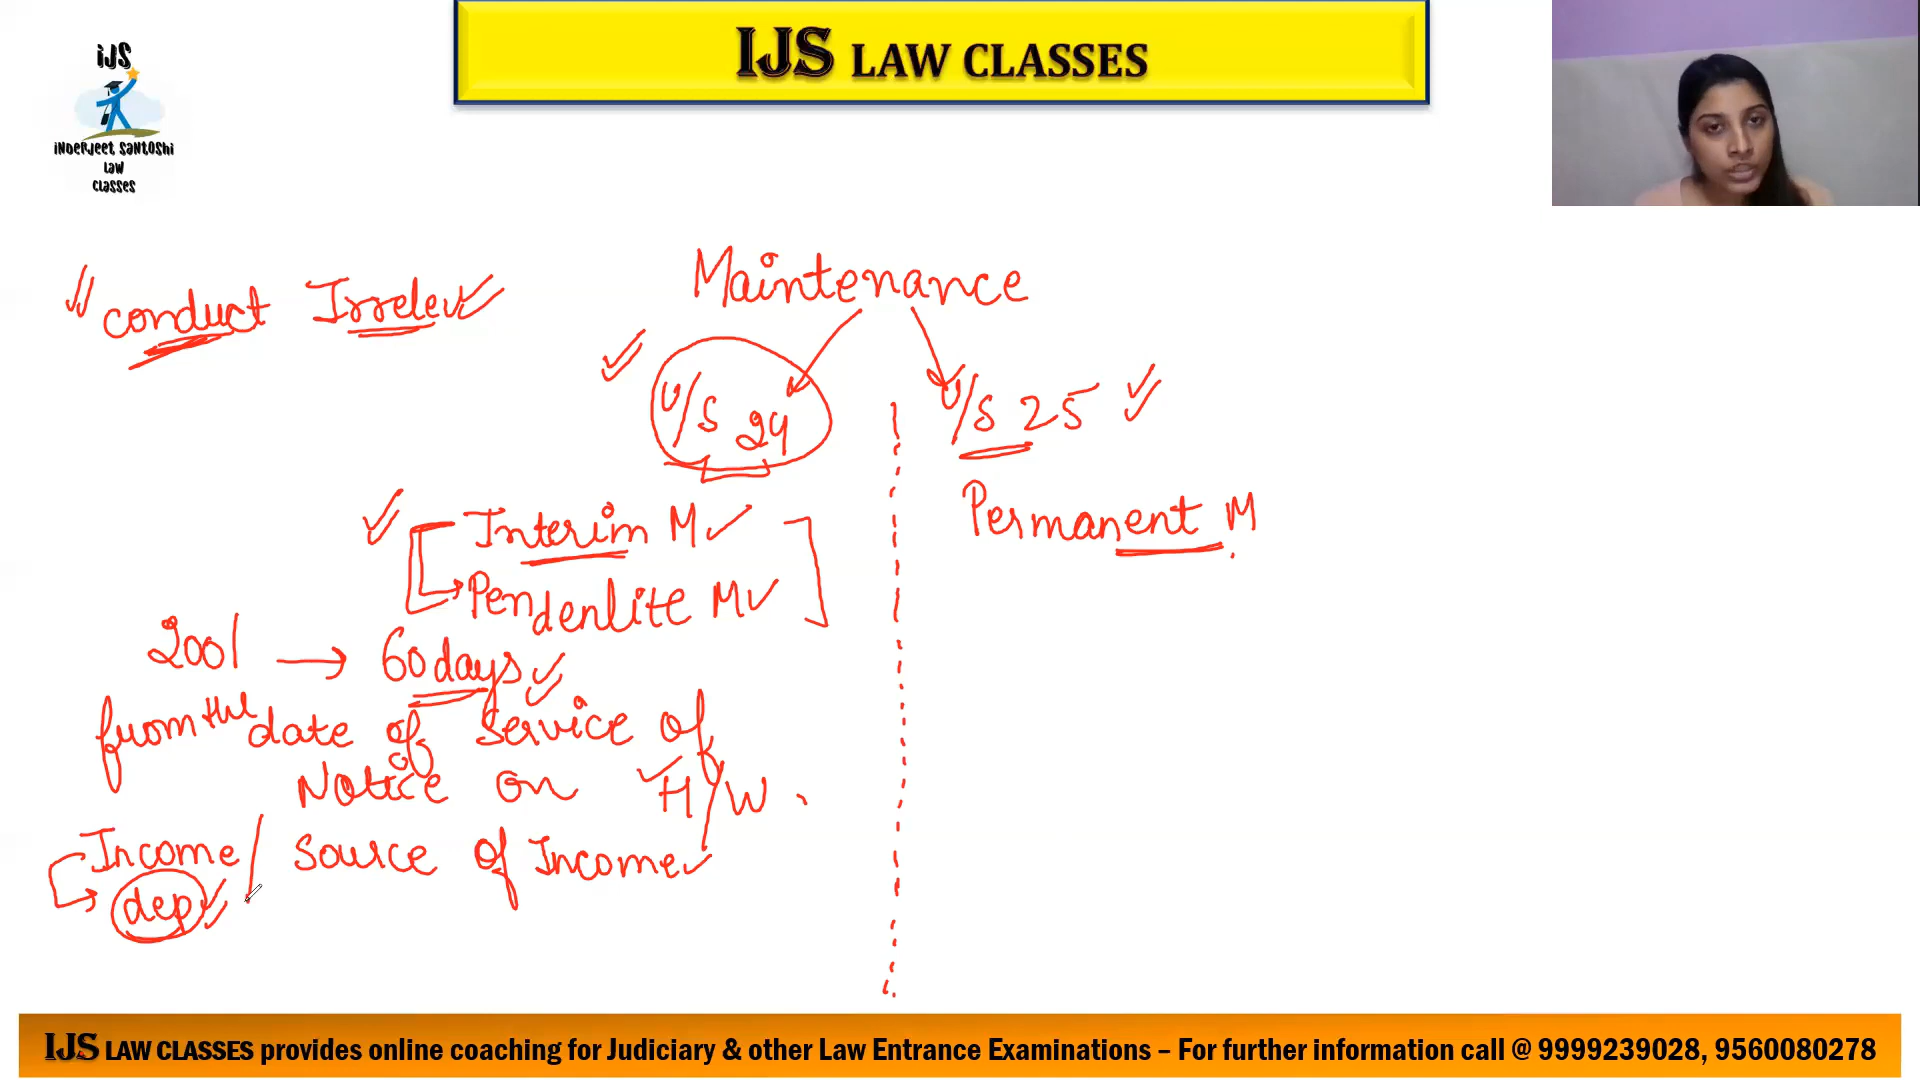 IJS
INDERJEET SANTOSHI
LAW
CLASSES
IJS LAW CLASSES
Maintenance
conduct Irrelev
U/S 24
U/S 25
Interim M
Pendenlite M
Permanent M
2001 → 60 days
from the date of service of
Notice on H/W
Income / source of Income
dep
IJS LAW CLASSES provides online coaching for Judiciary & other Law Entrance Examinations – For further information call @ 9999239028, 9560080278